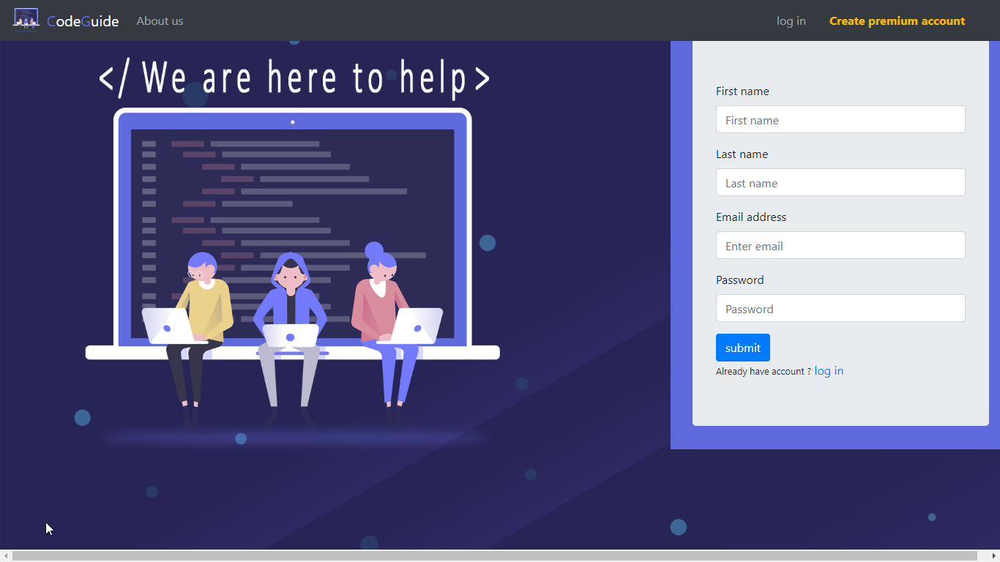 CodeGuide About us log in Create premium account
</ We are here to help >
First name
First name
Last name
Last name
Email address
Enter email
Password
Password
submit
Already have account ? log in